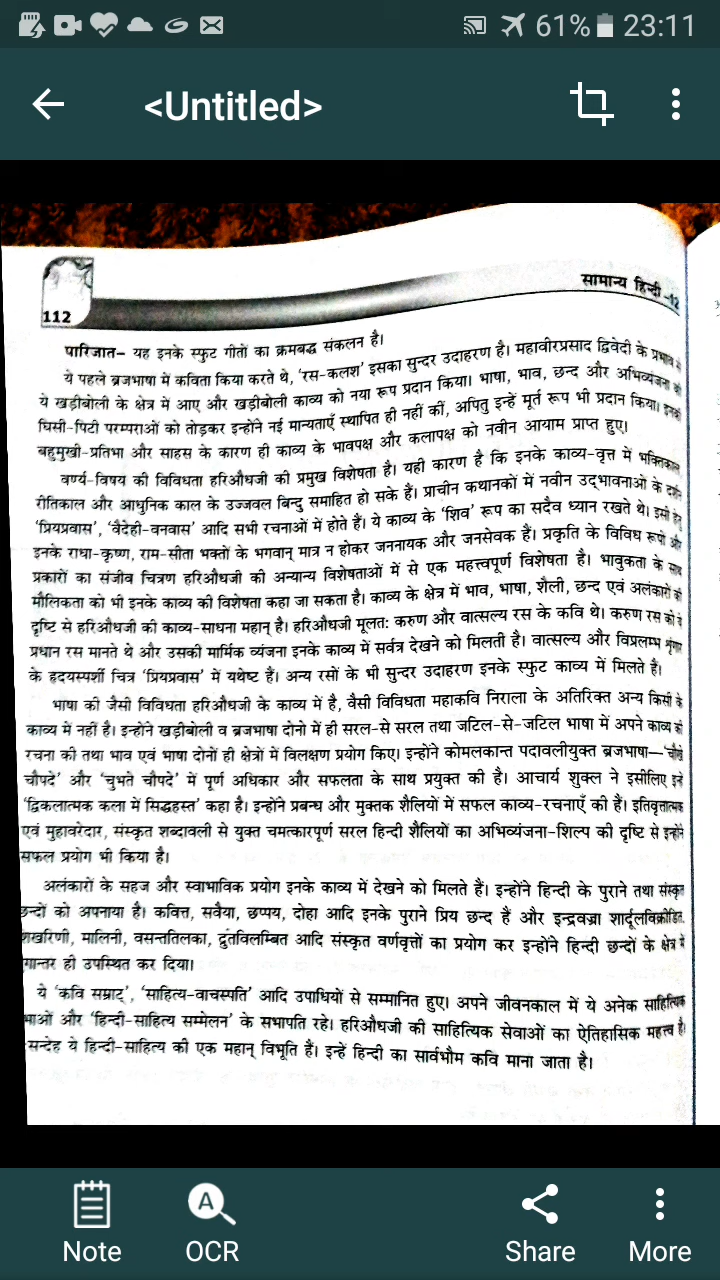 61% 23:11
<Untitled>
सामान्य हिन्दी-12
112
पारिजात– यह इनके स्फुट गीतों का क्रमबद्ध संकलन है।
ये पहले ब्रजभाषा में कविता किया करते थे, ‘रस-कलश’ इसका सुन्दर उदाहरण है। महावीरप्रसाद द्विवेदी के प्रभाव से
ये खड़ीबोली के क्षेत्र में आए और खड़ीबोली काव्य को नया रूप प्रदान किया। भाषा, भाव, छन्द और अभिव्यंजना की
घिसी-पिटी परम्पराओं को तोड़कर इन्होंने नई मान्यताएँ स्थापित ही नहीं कीं, अपितु इन्हें मूर्त रूप भी प्रदान किया। इनकी
बहुमुखी-प्रतिभा और साहस के कारण ही काव्य के भावपक्ष और कलापक्ष को नवीन आयाम प्राप्त हुए।
वर्ण्य-विषय की विविधता हरिऔधजी की प्रमुख विशेषता है। यही कारण है कि इनके काव्य-वृत्त में भक्तिकाल
रीतिकाल और आधुनिक काल के उज्जवल बिन्दु समाहित हो सके हैं। प्राचीन कथानकों में नवीन उद्भावनाओं के दर्शन
‘प्रियप्रवास’, ‘वैदेही-वनवास’ आदि सभी रचनाओं में होते हैं। ये काव्य के ‘शिव’ रूप का सदैव ध्यान रखते थे। इसी हेतु
इनके राधा-कृष्ण, राम-सीता भक्तों के भगवान् मात्र न होकर जननायक और जनसेवक हैं। प्रकृति के विविध रूपों और
प्रकारों का संजीव चित्रण हरिऔधजी की अन्यान्य विशेषताओं में से एक महत्त्वपूर्ण विशेषता है। भावुकता के साथ
मौलिकता को भी इनके काव्य की विशेषता कहा जा सकता है। काव्य के क्षेत्र में भाव, भाषा, शैली, छन्द एवं अलंकारों की
दृष्टि से हरिऔधजी की काव्य-साधना महान् है। हरिऔधजी मूलत: करुण और वात्सल्य रस के कवि थे। करुण रस को ये
प्रधान रस मानते थे और उसकी मार्मिक व्यंजना इनके काव्य में सर्वत्र देखने को मिलती है। वात्सल्य और विप्रलम्भ शृंगार
के हृदयस्पर्शी चित्र ‘प्रियप्रवास’ में यथेष्ट हैं। अन्य रसों के भी सुन्दर उदाहरण इनके स्फुट काव्य में मिलते है।
भाषा की जैसी विविधता हरिऔधजी के काव्य में है, वैसी विविधता महाकवि निराला के अतिरिक्त अन्य किसी के
काव्य में नहीं है। इन्होंने खड़ीबोली व ब्रजभाषा दोनो में ही सरल-से सरल तथा जटिल-से-जटिल भाषा में अपने काव्य की
रचना की तथा भाव एवं भाषा दोनों ही क्षेत्रों में विलक्षण प्रयोग किए। इन्होंने कोमलकान्त पदावलीयुक्त ब्रजभाषा—‘चोखे
चौपदे’ और ‘चुभते चौपदे’ में पूर्ण अधिकार और सफलता के साथ प्रयुक्त की है। आचार्य शुक्ल ने इसीलिए इन्हें
‘द्विकलात्मक कला में सिद्धहस्त’ कहा है। इन्होंने प्रबन्ध और मुक्तक शैलियों में सफल काव्य-रचनाएँ की हैं। इतिवृत्तात्मक
एवं मुहावरेदार, संस्कृत शब्दावली से युक्त चमत्कारपूर्ण सरल हिन्दी शैलियों का अभिव्यंजना-शिल्प की दृष्टि से इन्होंने
सफल प्रयोग भी किया है।
अलंकारों के सहज और स्वाभाविक प्रयोग इनके काव्य में देखने को मिलते हैं। इन्होंने हिन्दी के पुराने तथा संस्कृत
छन्दों को अपनाया है। कवित्त, सवैया, छप्पय, दोहा आदि इनके पुराने प्रिय छन्द हैं और इन्द्रवज्रा शार्दूलविक्रीडित,
शिखरिणी, मालिनी, वसन्ततिलका, द्रुतविलम्बित आदि संस्कृत वर्णवृत्तों का प्रयोग कर इन्होंने हिन्दी छन्दों के क्षेत्र में
गान्तर ही उपस्थित कर दिया।
ये ‘कवि सम्राट्’, ‘साहित्य-वाचस्पति’ आदि उपाधियों से सम्मानित हुए। अपने जीवनकाल में ये अनेक साहित्यिक
भाओं और ‘हिन्दी-साहित्य सम्मेलन’ के सभापति रहे। हरिऔधजी की साहित्यिक सेवाओं का ऐतिहासिक महत्त्व है।
सन्देह ये हिन्दी-साहित्य की एक महान् विभूति हैं। इन्हें हिन्दी का सार्वभौम कवि माना जाता है।
Note OCR Share More